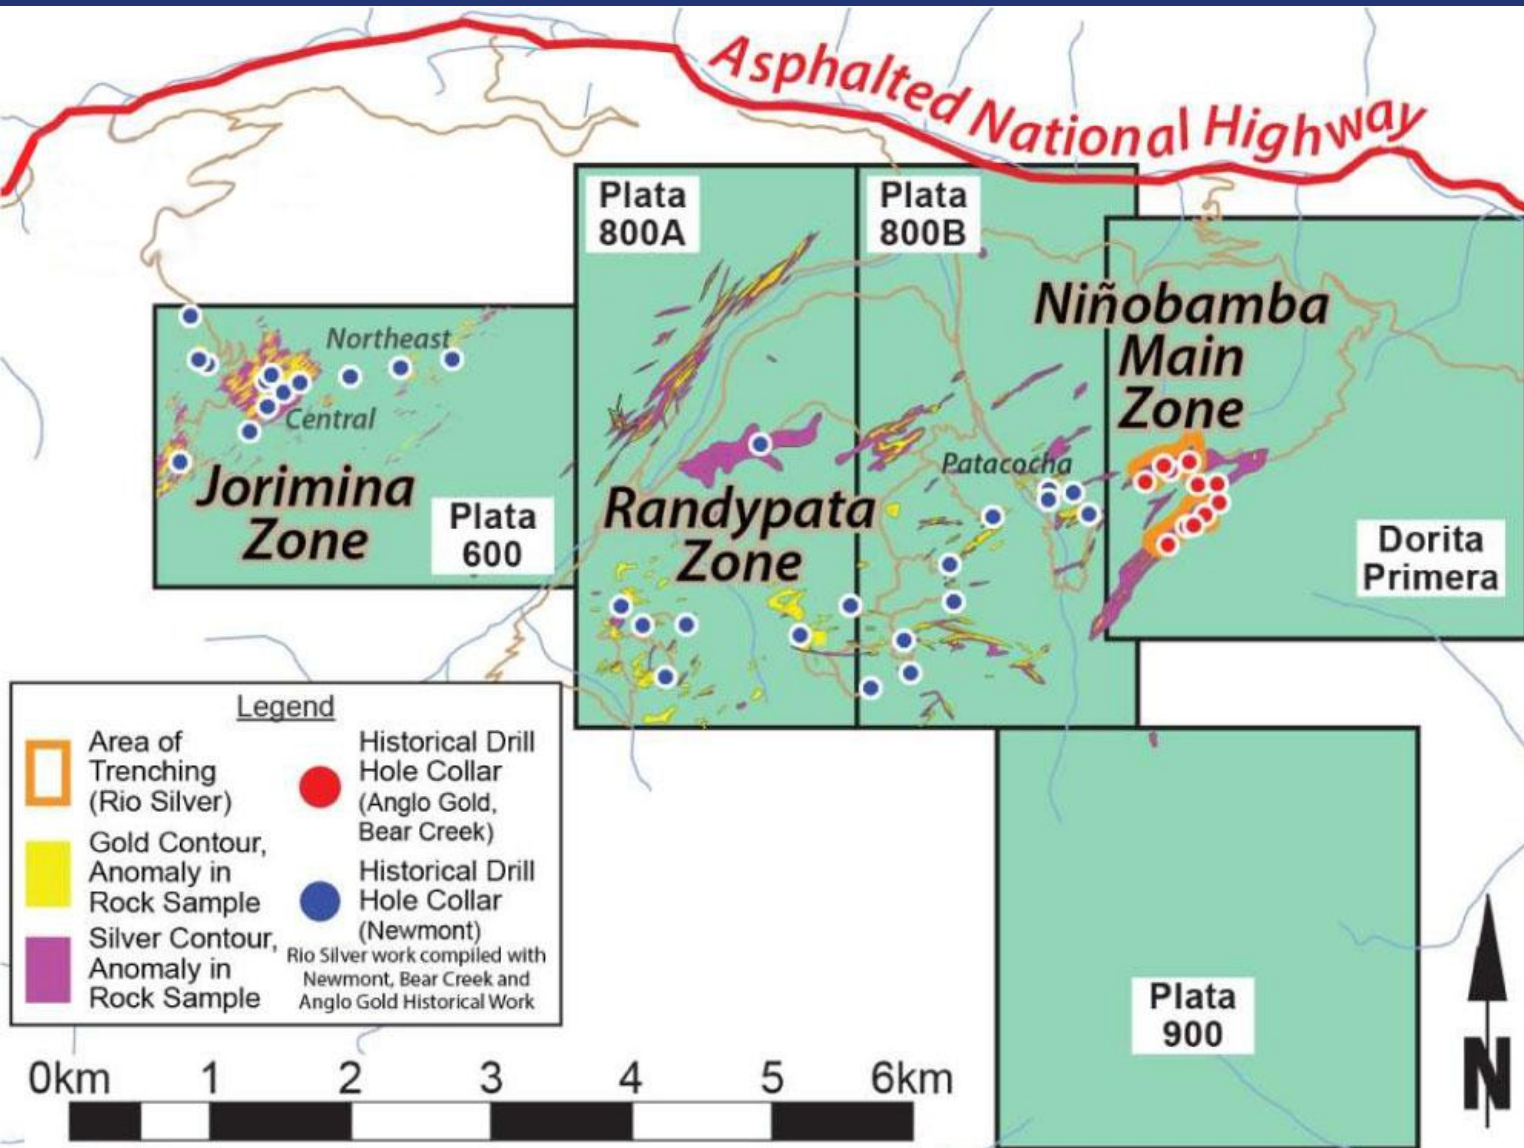 Asphalted National Highway
Plata
800A
Plata
800B
Niñobamba
Main
Zone
Northeast
Central
Jorimina
Zone
Plata
600
Patacocha
Randypata
Zone
Dorita
Primera
Legend
Area of
Trenching
(Rio Silver)
Gold Contour,
Anomaly in
Rock Sample
Silver Contour,
Anomaly in
Rock Sample
Historical Drill
Hole Collar
(Anglo Gold,
Bear Creek)
Historical Drill
Hole Collar
(Newmont)
Rio Silver work compiled with
Newmont, Bear Creek and
Anglo Gold Historical Work
Plata
900
0km 1 2 3 4 5 6km
N